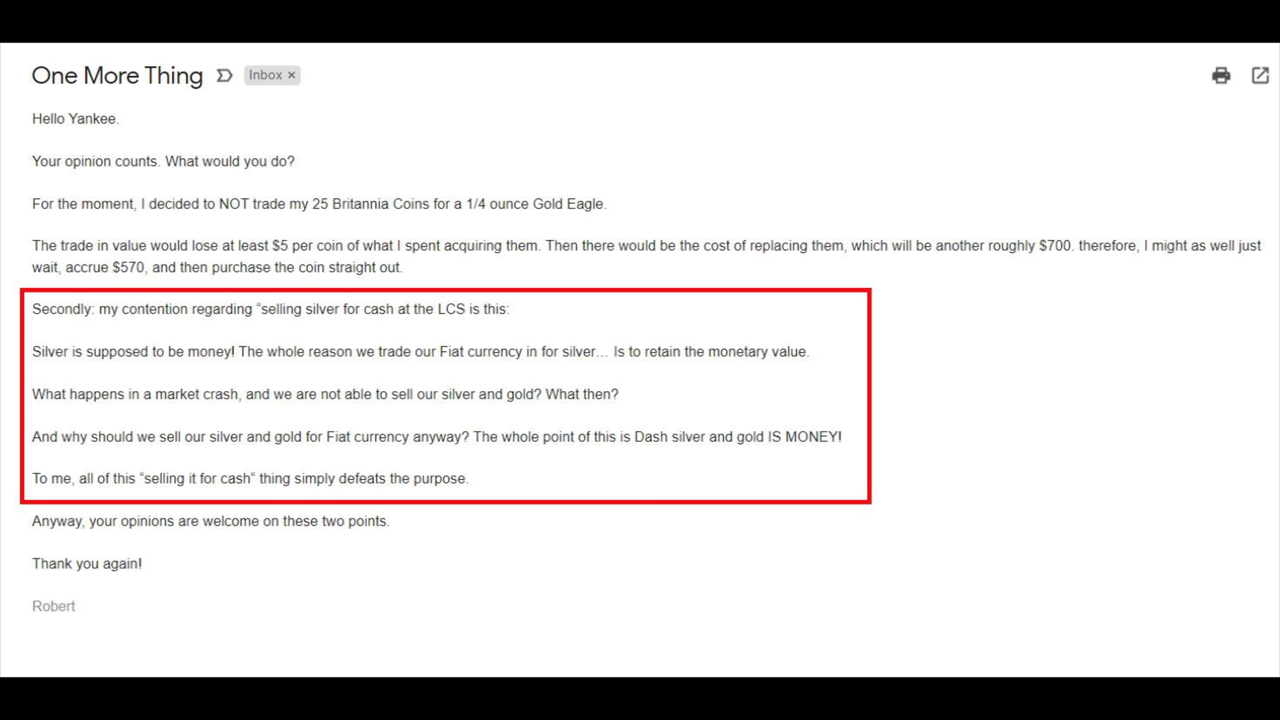 One More Thing
Inbox ×
Hello Yankee.
Your opinion counts. What would you do?
For the moment, I decided to NOT trade my 25 Britannia Coins for a 1/4 ounce Gold Eagle.
The trade in value would lose at least $5 per coin of what I spent acquiring them. Then there would be the cost of replacing them, which will be another roughly $700. therefore, I might as well just
wait, accrue $570, and then purchase the coin straight out.
Secondly: my contention regarding “selling silver for cash at the LCS is this:
Silver is supposed to be money! The whole reason we trade our Fiat currency in for silver… Is to retain the monetary value.
What happens in a market crash, and we are not able to sell our silver and gold? What then?
And why should we sell our silver and gold for Fiat currency anyway? The whole point of this is Dash silver and gold IS MONEY!
To me, all of this “selling it for cash“ thing simply defeats the purpose.
Anyway, your opinions are welcome on these two points.
Thank you again!
Robert